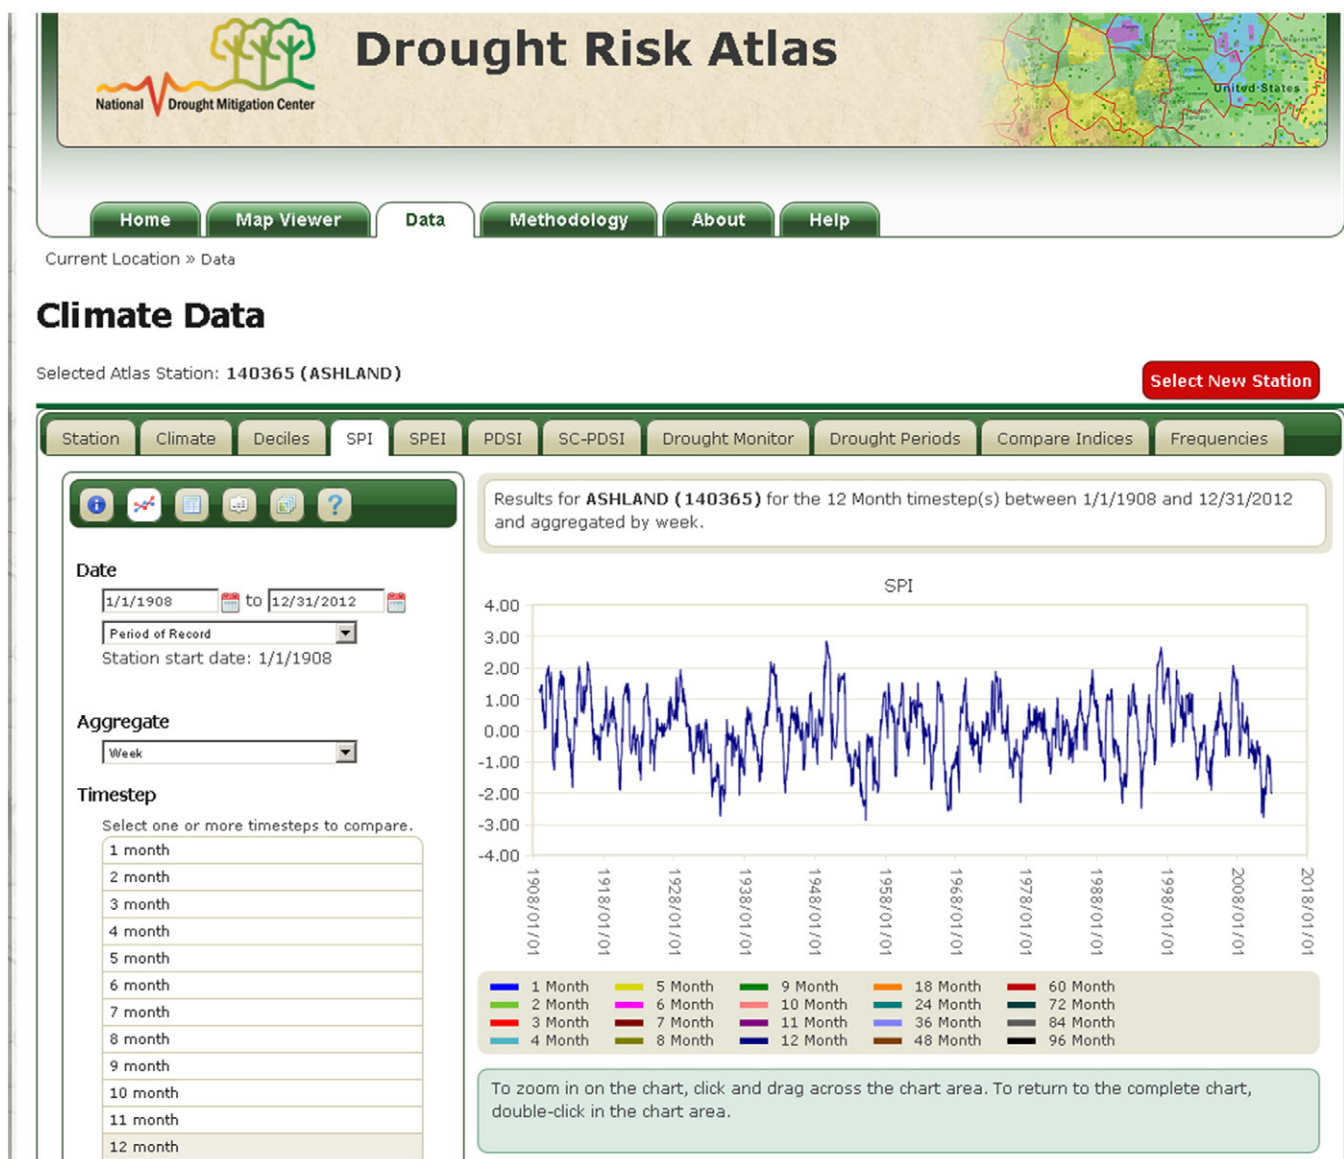 Drought Risk Atlas
National Drought Mitigation Center
United States
Home Map Viewer Data Methodology About Help
Current Location » Data
Climate Data
Selected Atlas Station: 140365 (ASHLAND)
Select New Station
Station Climate Deciles SPI SPEI PDSI SC-PDSI Drought Monitor Drought Periods Compare Indices Frequencies
Results for ASHLAND (140365) for the 12 Month timestep(s) between 1/1/1908 and 12/31/2012
and aggregated by week.
Date
1/1/1908 to 12/31/2012
Period of Record
Station start date: 1/1/1908
Aggregate
Week
Timestep
Select one or more timesteps to compare.
1 month
2 month
3 month
4 month
5 month
6 month
7 month
8 month
9 month
10 month
11 month
12 month
SPI
4.00
3.00
2.00
1.00
0.00
-1.00
-2.00
-3.00
-4.00
1908/01/01
1918/01/01
1928/01/01
1938/01/01
1948/01/01
1958/01/01
1968/01/01
1978/01/01
1988/01/01
1998/01/01
2008/01/01
2018/01/01
1 Month 5 Month 9 Month 18 Month 60 Month
2 Month 6 Month 10 Month 24 Month 72 Month
3 Month 7 Month 11 Month 36 Month 84 Month
4 Month 8 Month 12 Month 48 Month 96 Month
To zoom in on the chart, click and drag across the chart area. To return to the complete chart,
double-click in the chart area.